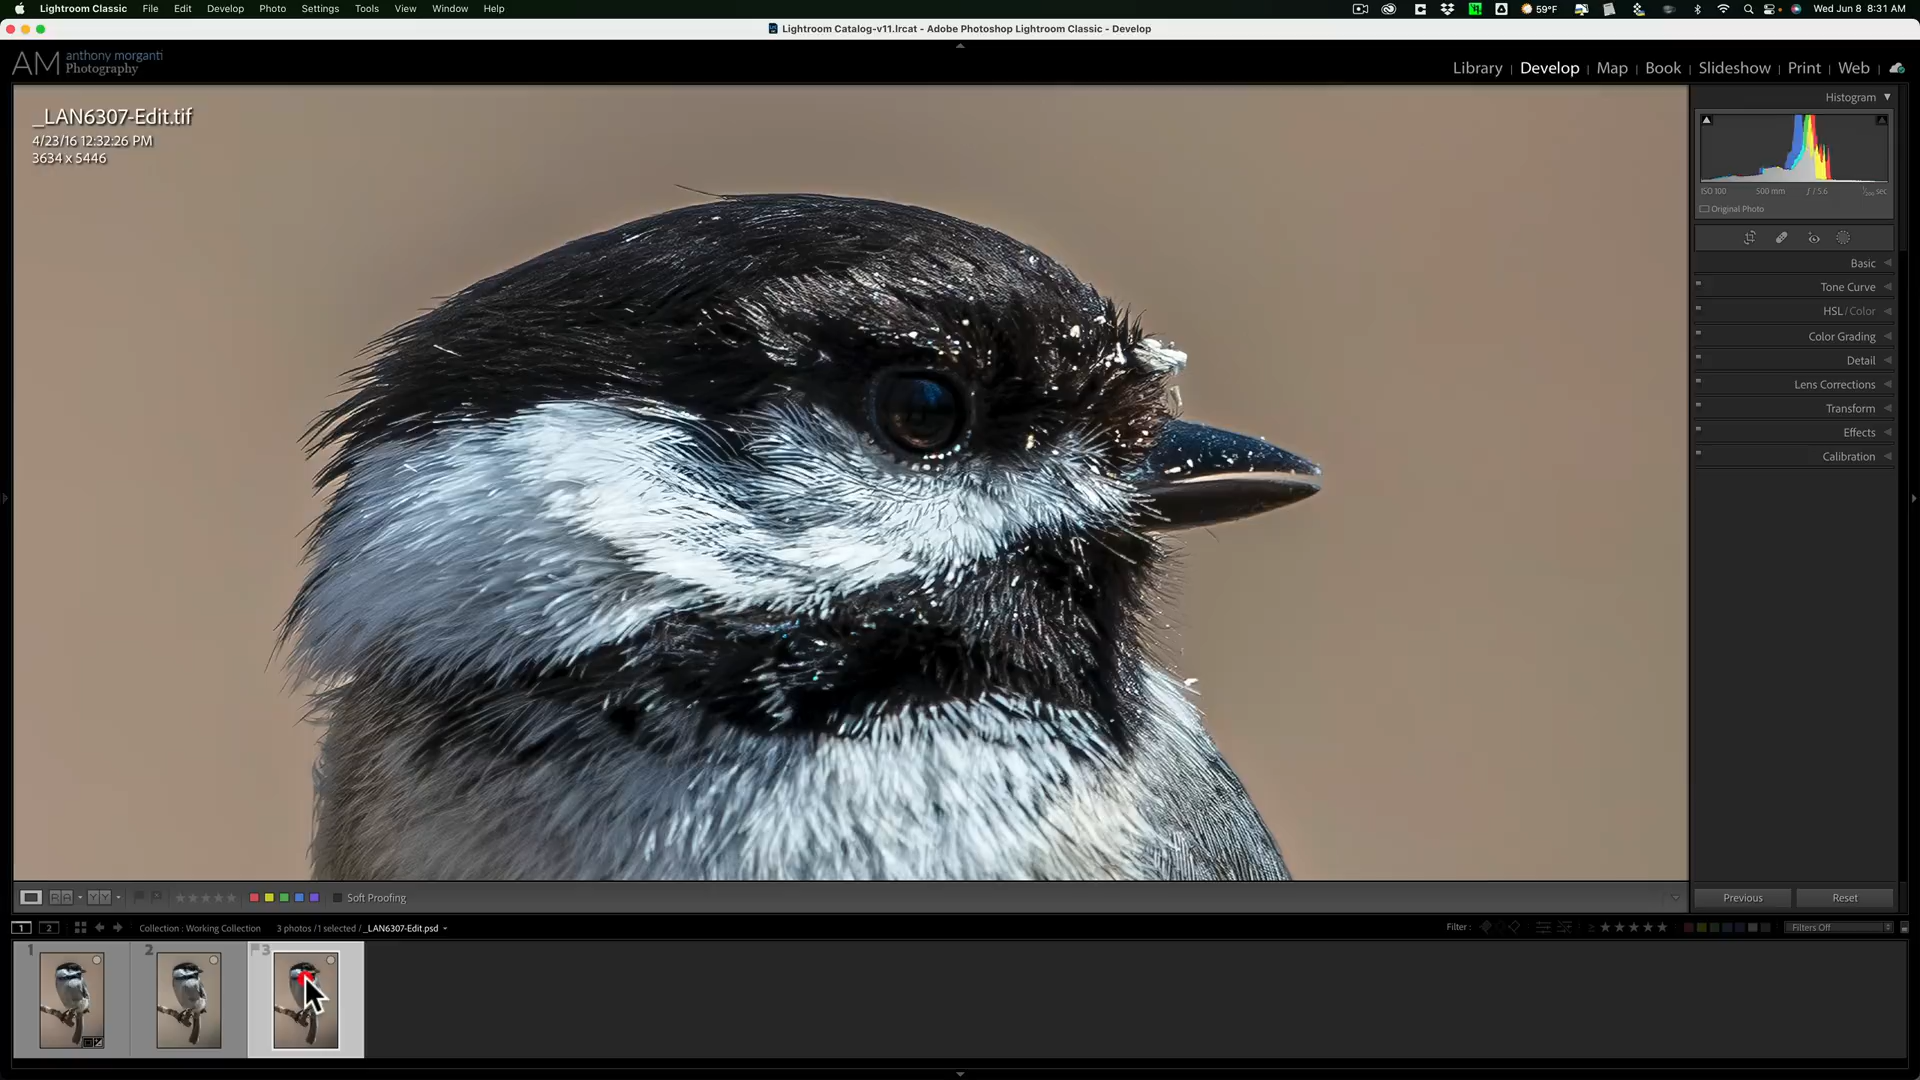 Lightroom Classic File Edit Develop Photo Settings Tools View Window Help
59°F Wed Jun 8 8:31 AM
Lightroom Catalog-v11.lrcat - Adobe Photoshop Lightroom Classic - Develop
AM anthony morganti
Photography
Library | Develop | Map | Book | Slideshow | Print | Web
Histogram
_LAN6307-Edit.tif
4/23/16 12:32:26 PM
3634 x 5446
ISO 100 500 mm ƒ / 5.6
Original Photo
Basic
Tone Curve
HSL / Color
Color Grading
Detail
Lens Corrections
Transform
Effects
Calibration
Soft Proofing
Previous Reset
1 2 Collection : Working Collection 3 photos / 1 selected / _LAN6307-Edit.psd Filter : Filters Off
1 2 3